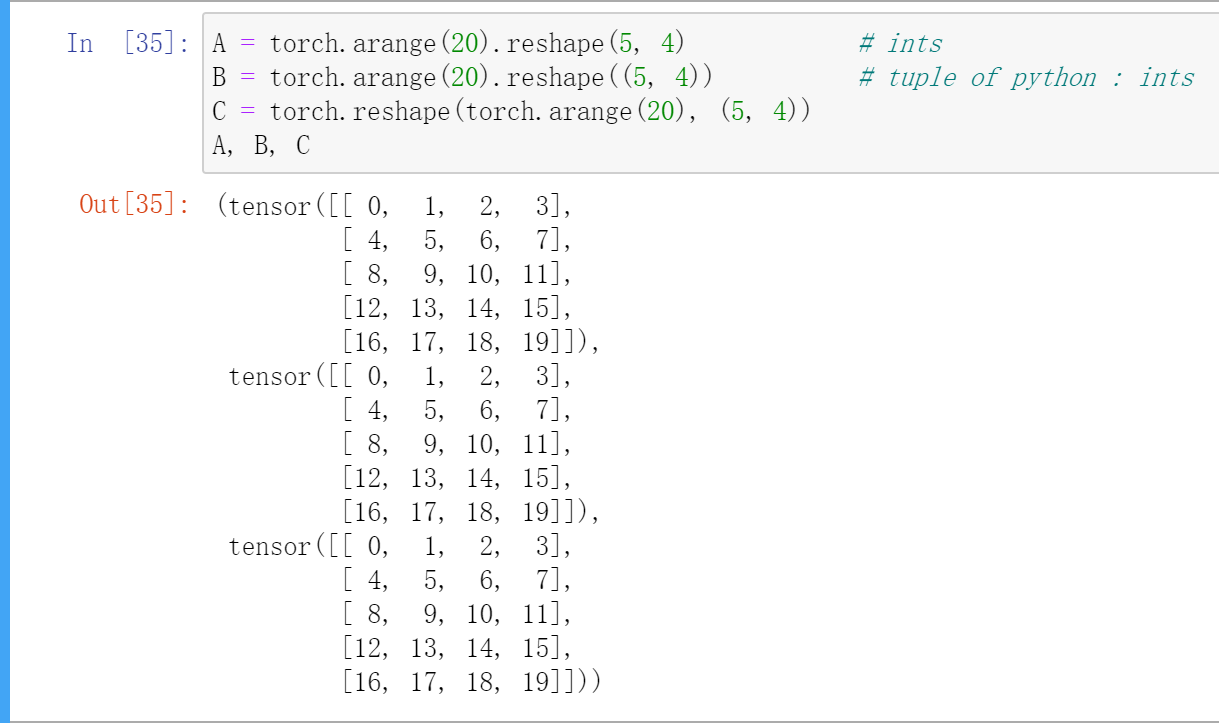 In [35]: A = torch.arange(20).reshape(5, 4) # ints
B = torch.arange(20).reshape((5, 4)) # tuple of python : ints
C = torch.reshape(torch.arange(20), (5, 4))
A, B, C
Out[35]: (tensor([[ 0, 1, 2, 3],
[ 4, 5, 6, 7],
[ 8, 9, 10, 11],
[12, 13, 14, 15],
[16, 17, 18, 19]]),
tensor([[ 0, 1, 2, 3],
[ 4, 5, 6, 7],
[ 8, 9, 10, 11],
[12, 13, 14, 15],
[16, 17, 18, 19]]),
tensor([[ 0, 1, 2, 3],
[ 4, 5, 6, 7],
[ 8, 9, 10, 11],
[12, 13, 14, 15],
[16, 17, 18, 19]]))